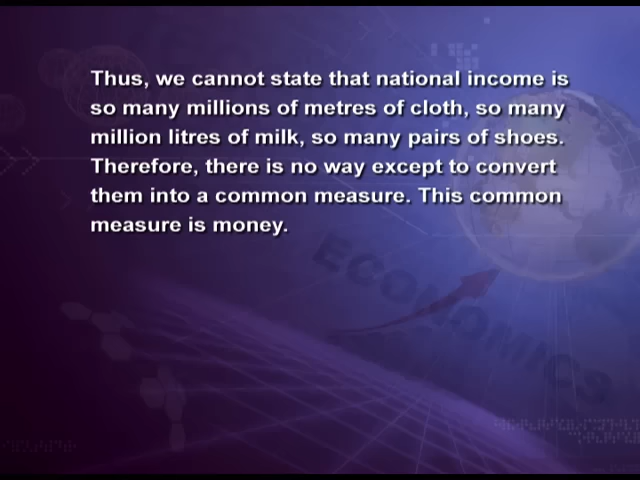 Thus, we cannot state that national income is
so many millions of metres of cloth, so many
million litres of milk, so many pairs of shoes.
Therefore, there is no way except to convert
them into a common measure. This common
measure is money.
ECONOMICS